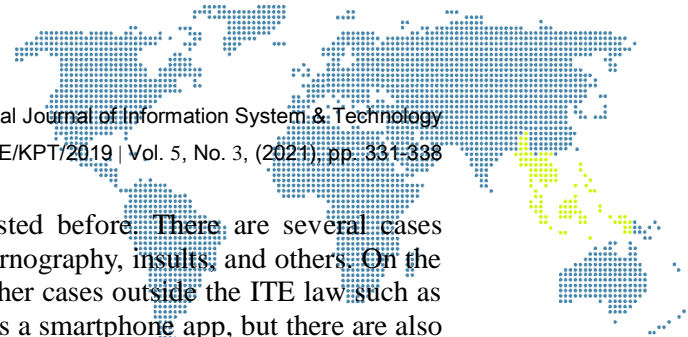 al Journal of Information System & Technology
E/KPT/2019 | Vol. 5, No. 3, (2021), pp. 331-338
sted before. There are several cases
rnography, insults, and others. On the
her cases outside the ITE law such as
s a smartphone app, but there are also